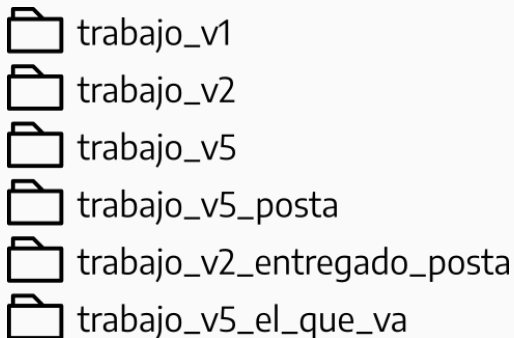 trabajo_v1
trabajo_v2
trabajo_v5
trabajo_v5_posta
trabajo_v2_entregado_posta
trabajo_v5_el_que_va